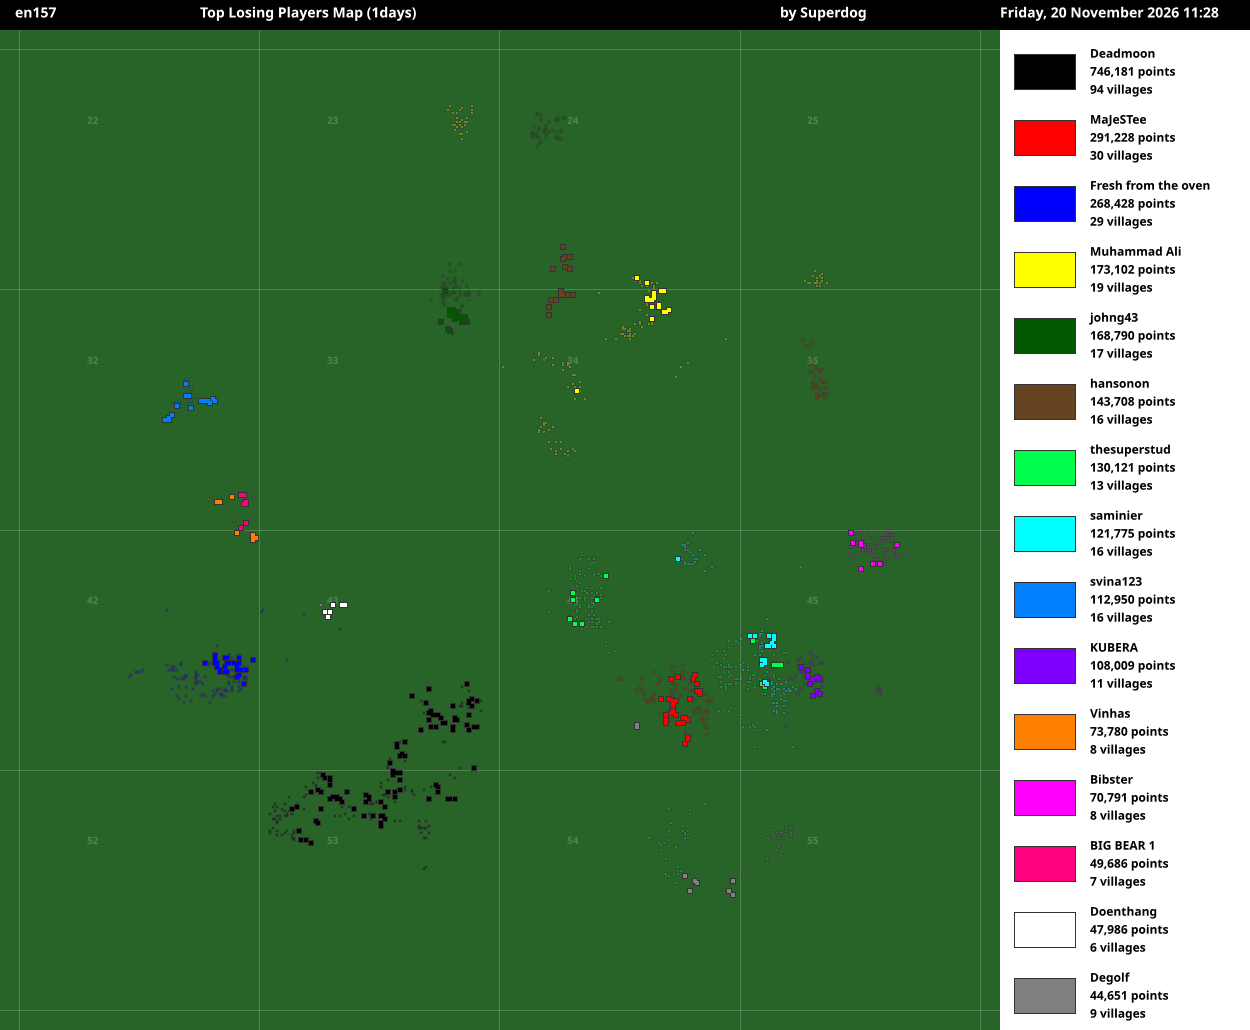 en157 Top Losing Players Map (1days) by Superdog Friday, 20 November 2026 11:28
Deadmoon
746,181 points
94 villages
MaJeSTee
291,228 points
30 villages
Fresh from the oven
268,428 points
29 villages
Muhammad Ali
173,102 points
19 villages
johng43
168,790 points
17 villages
hansonon
143,708 points
16 villages
thesuperstud
130,121 points
13 villages
saminier
121,775 points
16 villages
svina123
112,950 points
16 villages
KUBERA
108,009 points
11 villages
Vinhas
73,780 points
8 villages
Bibster
70,791 points
8 villages
BIG BEAR 1
49,686 points
7 villages
Doenthang
47,986 points
6 villages
Degolf
44,651 points
9 villages
22 23 24 25
32 33 34 35
42 43 45
52 53 54 55